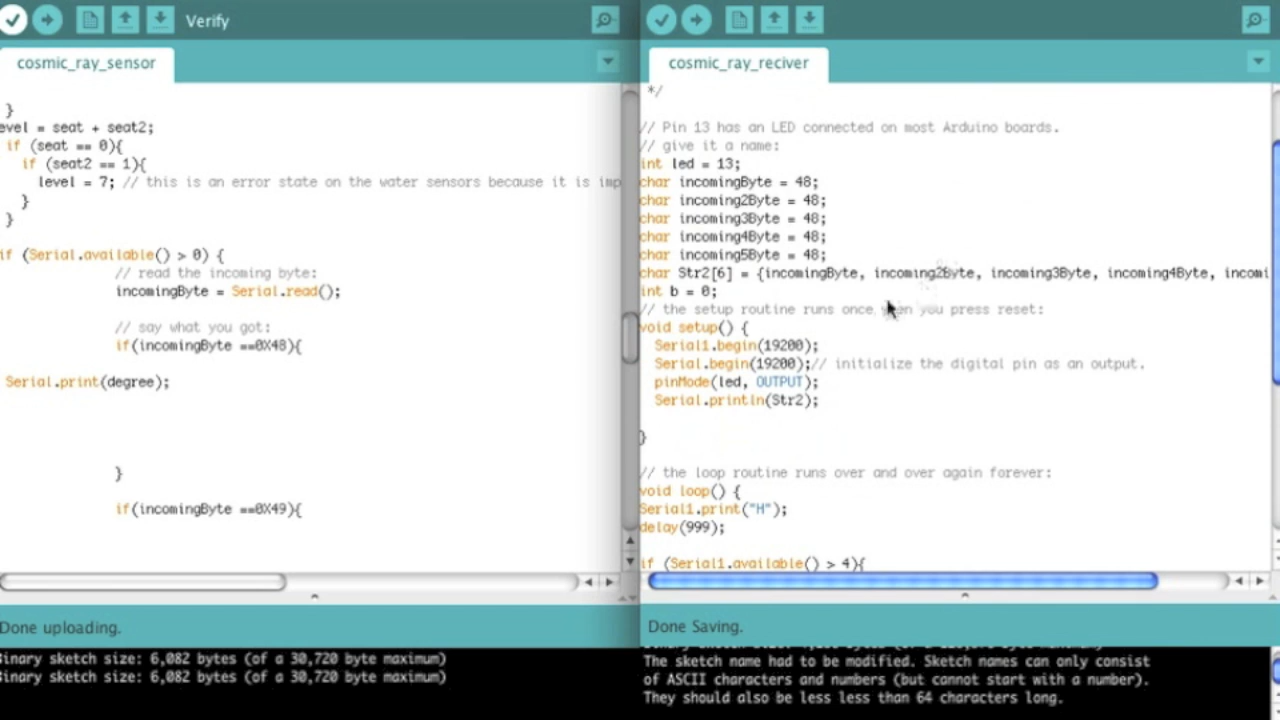 Verify
cosmic_ray_sensor
}
evel = seat + seat2;
if (seat == 0){
if (seat2 == 1){
level = 7; // this is an error state on the water sensors because it is imp
}
}
if (Serial.available() > 0) {
// read the incoming byte:
incomingByte = Serial.read();
// say what you got:
if(incomingByte ==0X48){
Serial.print(degree);
}
if(incomingByte ==0X49){
Done uploading.
Binary sketch size: 6,082 bytes (of a 30,720 byte maximum)
Binary sketch size: 6,082 bytes (of a 30,720 byte maximum)
cosmic_ray_reciver
*/
// Pin 13 has an LED connected on most Arduino boards.
// give it a name:
int led = 13;
char incomingByte = 48;
char incoming2Byte = 48;
char incoming3Byte = 48;
char incoming4Byte = 48;
char incoming5Byte = 48;
char Str2[6] = {incomingByte, incoming2Byte, incoming3Byte, incoming4Byte, incomi
int b = 0;
// the setup routine runs once when you press reset:
void setup() {
Serial1.begin(19200);
Serial.begin(19200);// initialize the digital pin as an output.
pinMode(led, OUTPUT);
Serial.println(Str2);
}
// the loop routine runs over and over again forever:
void loop() {
Serial1.print("H");
delay(999);
if (Serial1.available() > 4){
Done Saving.
The sketch name had to be modified. Sketch names can only consist
of ASCII characters and numbers (but cannot start with a number).
They should also be less less than 64 characters long.